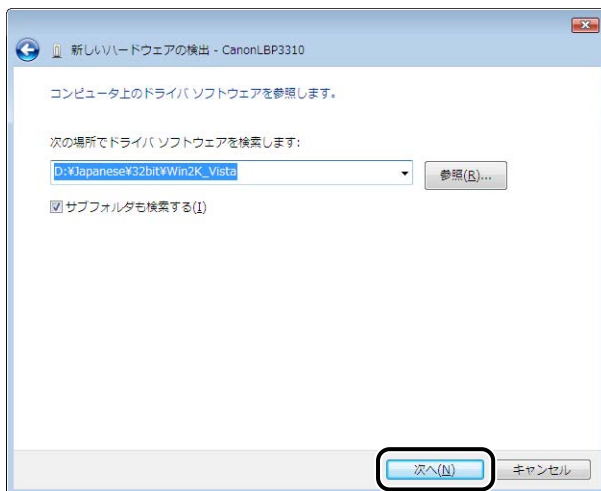 新しいハードウェアの検出 - CanonLBP3310
コンピュータ上のドライバ ソフトウェアを参照します。
次の場所でドライバ ソフトウェアを検索します:
D:¥Japanese¥32bit¥Win2K_Vista
参照(R)...
サブフォルダも検索する(I)
次へ(N)
キャンセル